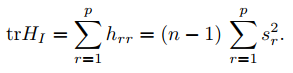 trH_I = \sum_{r=1}^{p} h_{rr} = (n − 1) \sum_{r=1}^{p} s_r^2.